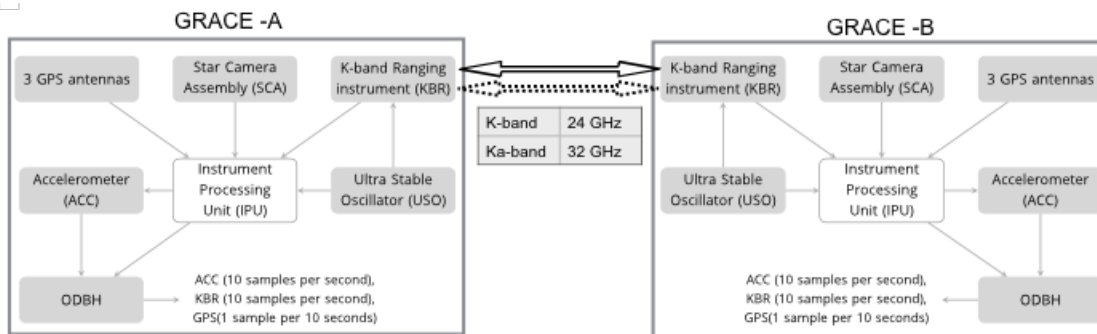 GRACE -A
3 GPS antennas
Star Camera
Assembly (SCA)
K-band Ranging
instrument (KBR)
Accelerometer
(ACC)
Instrument
Processing
Unit (IPU)
Ultra Stable
Oscillator (USO)
ODBH
ACC (10 samples per second),
KBR (10 samples per second),
GPS(1 sample per 10 seconds)
K-band 24 GHz
Ka-band 32 GHz
GRACE -B
K-band Ranging
instrument (KBR)
Star Camera
Assembly (SCA)
3 GPS antennas
Ultra Stable
Oscillator (USO)
Instrument
Processing
Unit (IPU)
Accelerometer
(ACC)
ACC (10 samples per second),
KBR (10 samples per second),
GPS(1 sample per 10 seconds)
ODBH